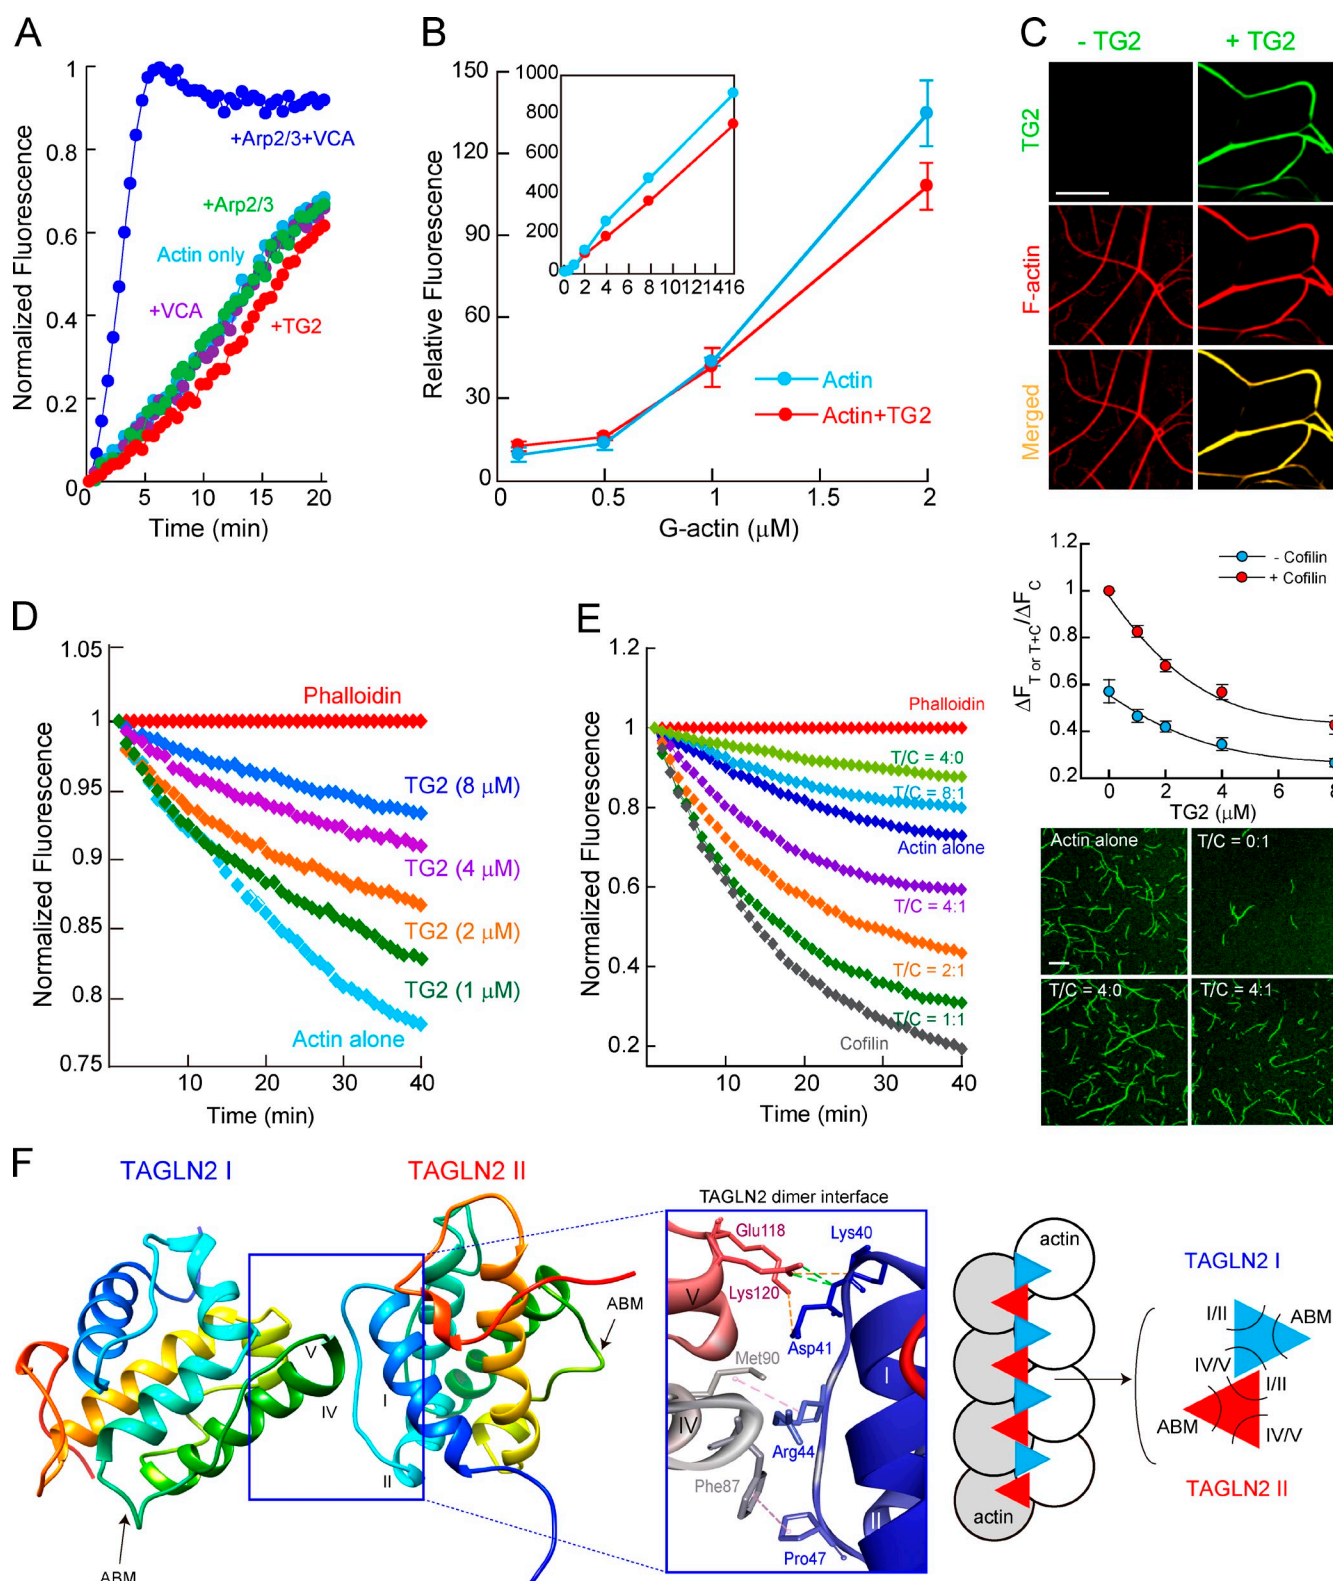 A
1
0.8
0.6
0.4
0.2
0
0
5
10
15
20
Normalized Fluorescence
Time (min)
+Arp2/3+VCA
+Arp2/3
Actin only
+VCA
+TG2
B
150
120
90
60
30
0
0
0.5
1
1.5
2
Relative Fluorescence
G-actin (μM)
1000
800
600
400
200
0
0 2 4 6 8 10 12 14 16
Actin
Actin+TG2
C
- TG2
+ TG2
TG2
F-actin
Merged
D
1.05
1
0.95
0.9
0.85
0.8
0.75
10
20
30
40
Normalized Fluorescence
Time (min)
Phalloidin
TG2 (8 μM)
TG2 (4 μM)
TG2 (2 μM)
TG2 (1 μM)
Actin alone
E
1.2
1
0.8
0.6
0.4
0.2
10
20
30
40
Normalized Fluorescence
Time (min)
Phalloidin
T/C = 4:0
T/C = 8:1
Actin alone
T/C = 4:1
T/C = 2:1
T/C = 1:1
Cofilin
1.2
1
0.8
0.6
0.4
0.2
0
2
4
6
8
ΔF T or T+C/ΔF C
TG2 (μM)
- Cofilin
+ Cofilin
Actin alone
T/C = 0:1
T/C = 4:0
T/C = 4:1
F
TAGLN2 I
TAGLN2 II
ABM
ABM
V
IV
I
II
TAGLN2 dimer interface
Glu118
Lys40
Lys120
V
Asp41
Met90
I
IV
Arg44
Phe87
II
Pro47
actin
actin
TAGLN2 I
I/II
ABM
IV/V
I/II
ABM
IV/V
TAGLN2 II